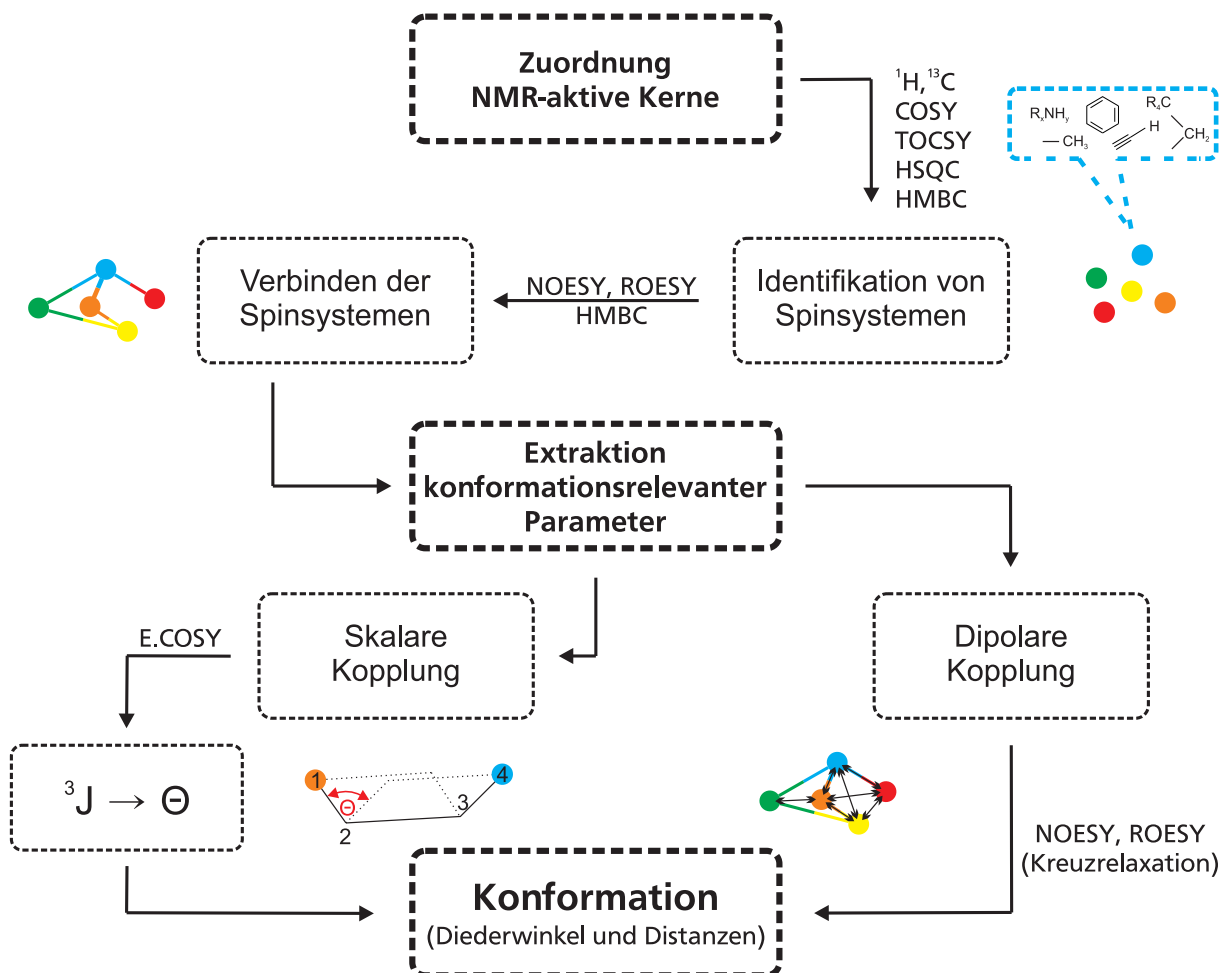 Zuordnung
NMR-aktive Kerne
¹H, ¹³C
COSY
TOCSY
HSQC
HMBC
RₓNHᵧ
R₄C
H
CH₃
CH₂
Verbinden der
Spinsystemen
NOESY, ROESY
HMBC
Identifikation von
Spinsystemen
Extraktion
konformationsrelevanter
Parameter
E.COSY
Skalare
Kopplung
Dipolare
Kopplung
³J → Θ
1
4
Θ
3
2
NOESY, ROESY
(Kreuzrelaxation)
Konformation
(Diederwinkel und Distanzen)